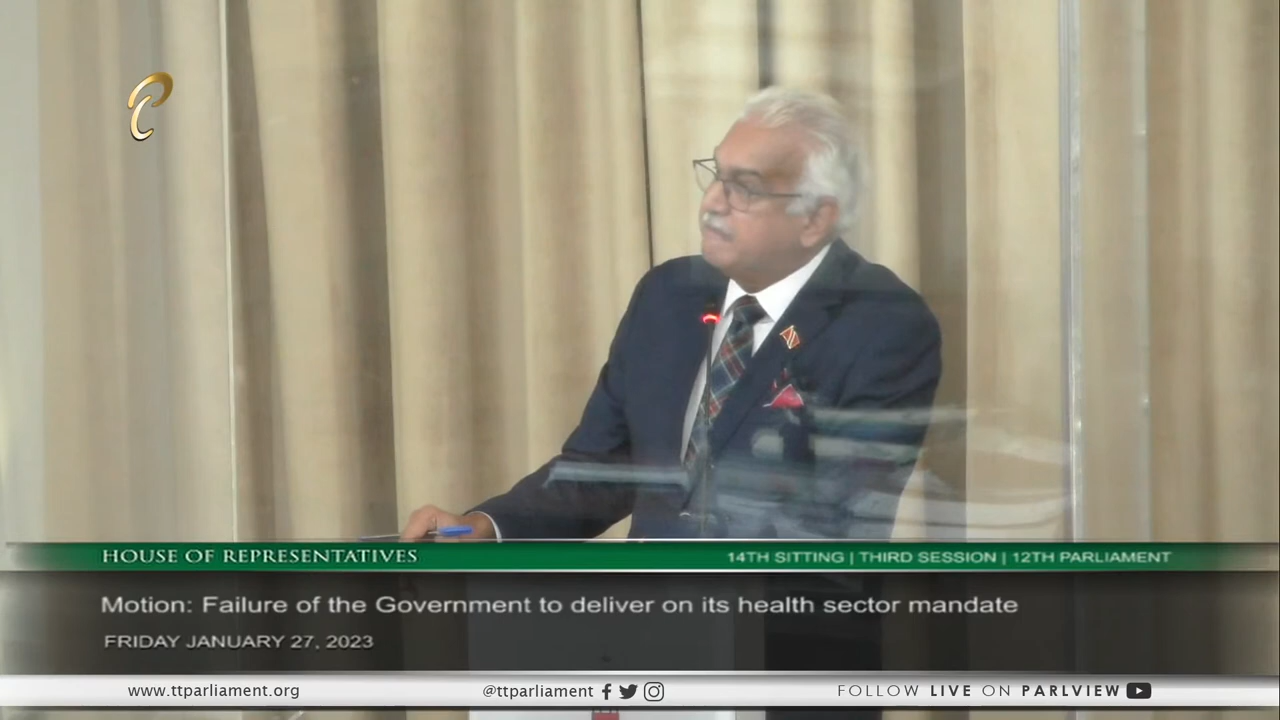 HOUSE OF REPRESENTATIVES
14TH SITTING | THIRD SESSION | 12TH PARLIAMENT
Motion: Failure of the Government to deliver on its health sector mandate
FRIDAY JANUARY 27, 2023
www.ttparliament.org
@ttparliament
FOLLOW LIVE ON PARLVIEW